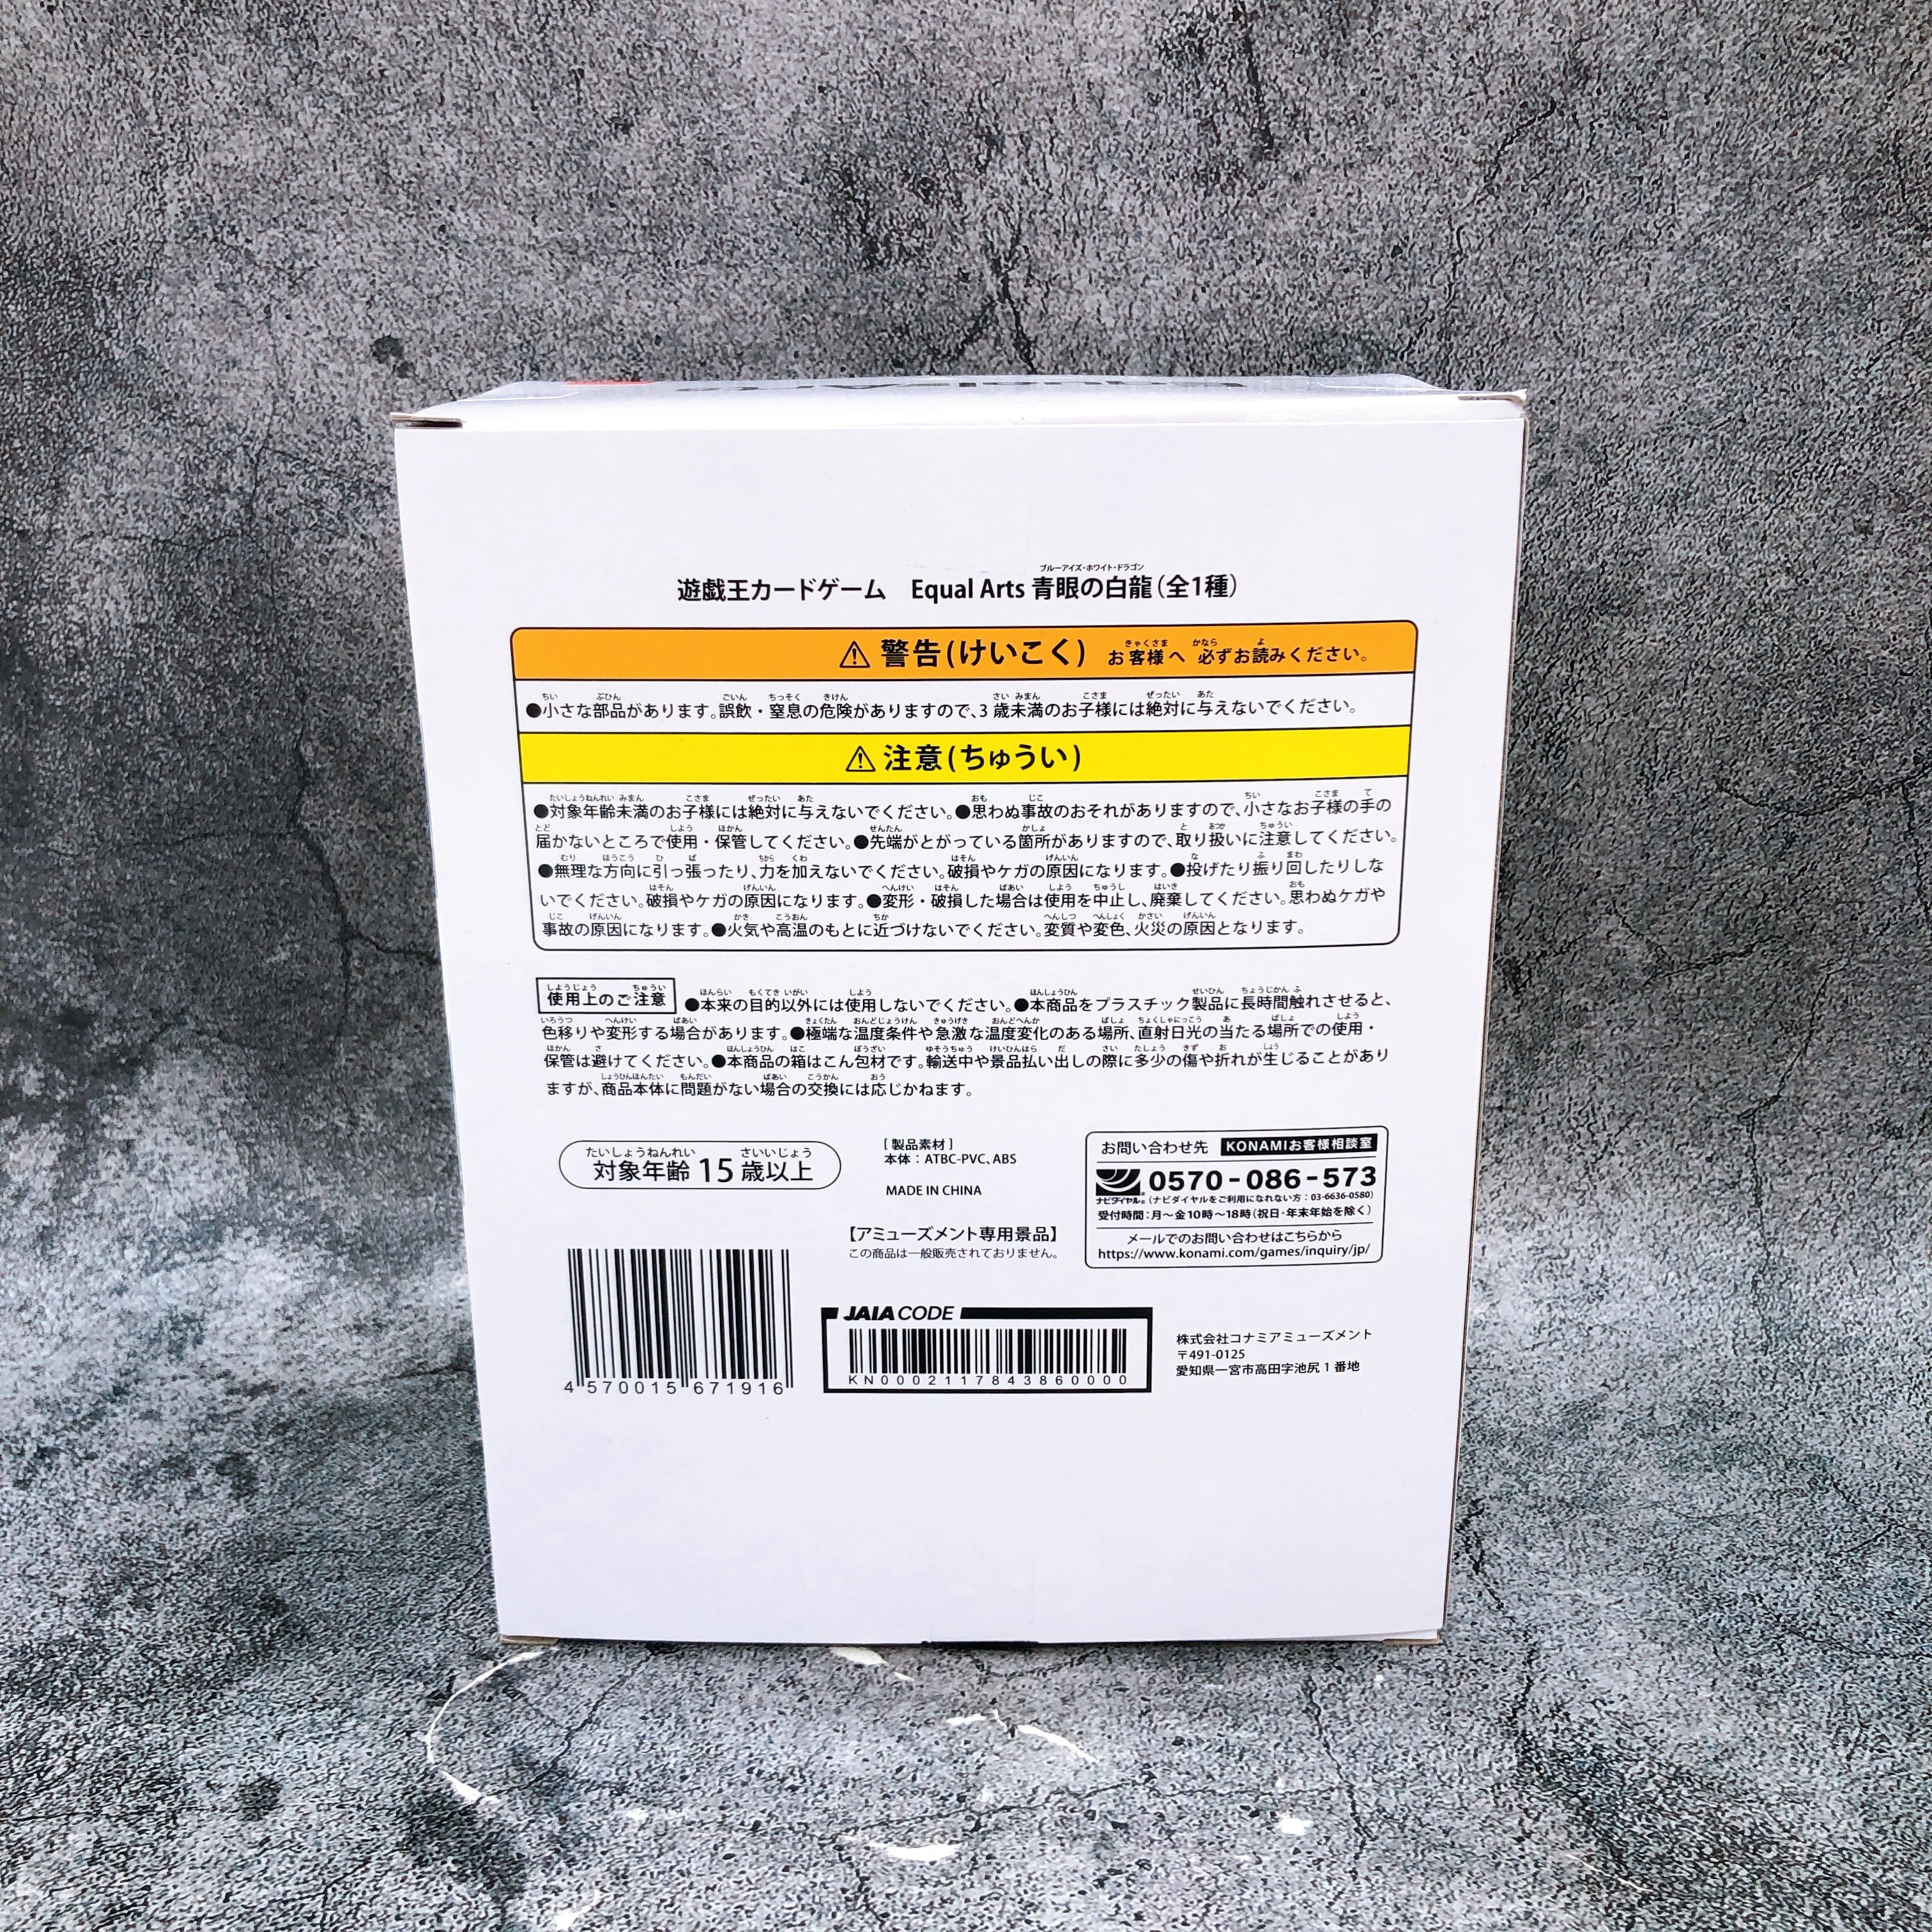 ブルーアイズ・ホワイト・ドラゴン
遊戯王カードゲーム Equal Arts 青眼の白龍(全1種)
⚠ 警告(けいこく) お客様へ 必ずお読みください。
●小さな部品があります。誤飲・窒息の危険がありますので、3歳未満のお子様には絶対に与えないでください。
⚠ 注意(ちゅうい)
●対象年齢未満のお子様には絶対に与えないでください。●思わぬ事故のおそれがありますので、小さなお子様の手の
届かないところで使用・保管してください。●先端がとがっている箇所がありますので、取り扱いに注意してください。
●無理な方向に引っ張ったり、力を加えないでください。破損やケガの原因になります。●投げたり振り回したりしな
いでください。破損やケガの原因になります。●変形・破損した場合は使用を中止し、廃棄してください。思わぬケガや
事故の原因になります。●火気や高温のもとに近づけないでください。変質や変色、火災の原因となります。
使用上のご注意 ●本来の目的以外には使用しないでください。●本商品をプラスチック製品に長時間触れさせると、
色移りや変形する場合があります。●極端な温度条件や急激な温度変化のある場所、直射日光の当たる場所での使用・
保管は避けてください。●本商品の箱はこん包材です。輸送中や景品払い出しの際に多少の傷や折れが生じることがあり
ますが、商品本体に問題がない場合の交換には応じかねます。
たいしょうねんれい さいいじょう
対象年齢 15 歳以上
[製品素材]
本体:ATBC-PVC、ABS
MADE IN CHINA
【アミューズメント専用景品】
この商品は一般販売されておりません。
お問い合わせ先 KONAMIお客様相談室
0570-086-573
ナビダイヤル® (ナビダイヤルをご利用になれない方:03-6636-0580)
受付時間:月～金10時～18時(祝日・年末年始を除く)
メールでのお問い合わせはこちらから
https://www.konami.com/games/inquiry/jp/
4 570015 671916
JAIA CODE
KN00021178438600​00
株式会社コナミアミューズメント
〒491-0125
愛知県一宮市高田字池尻1番地